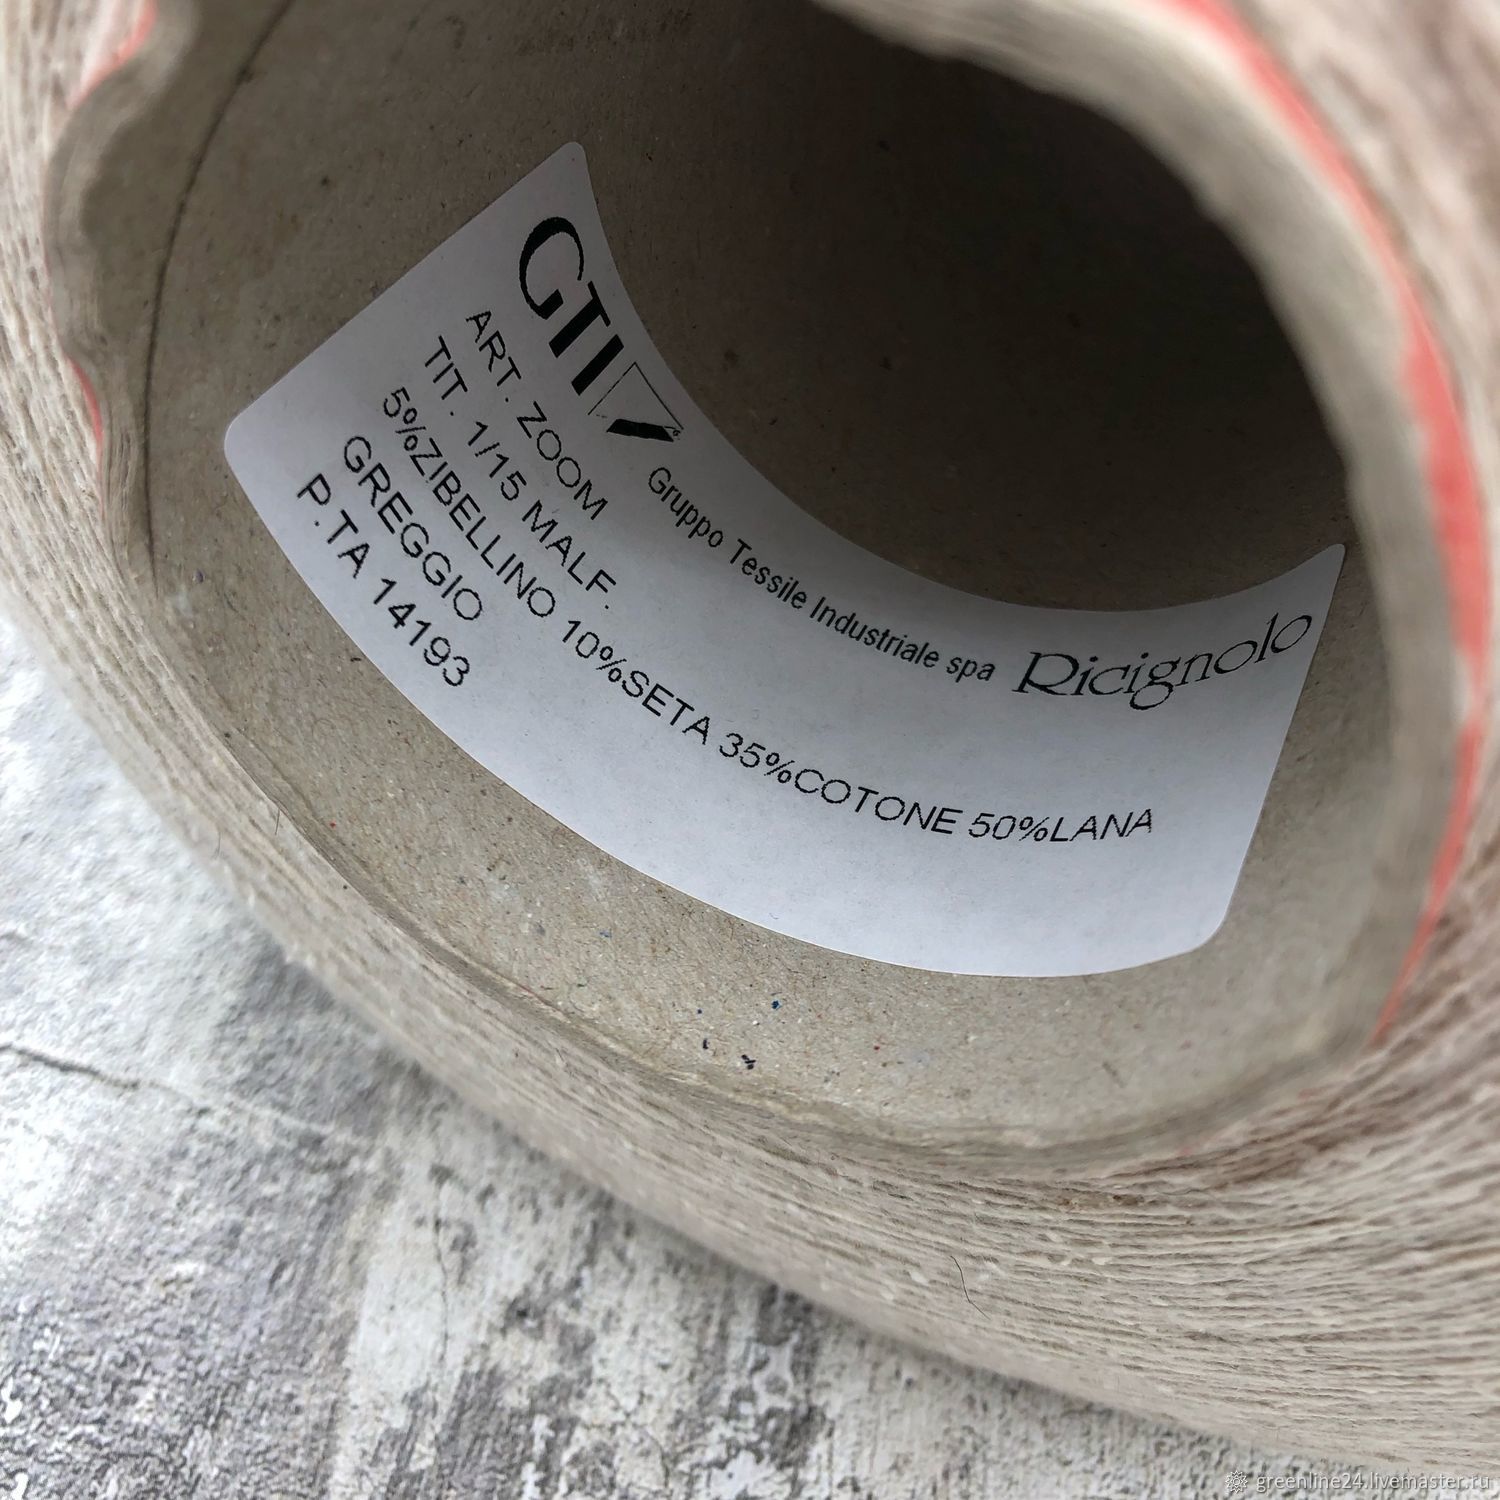 GTI Gruppo Tessile Industriale spa Ricignolo
ART. ZOOM
TIT. 1/15 MALF.
5%ZIBELLINO 10%SETA 35%COTONE 50%LANA
GREGGIO
P.TA 14193
greenline24.livemaster.ru